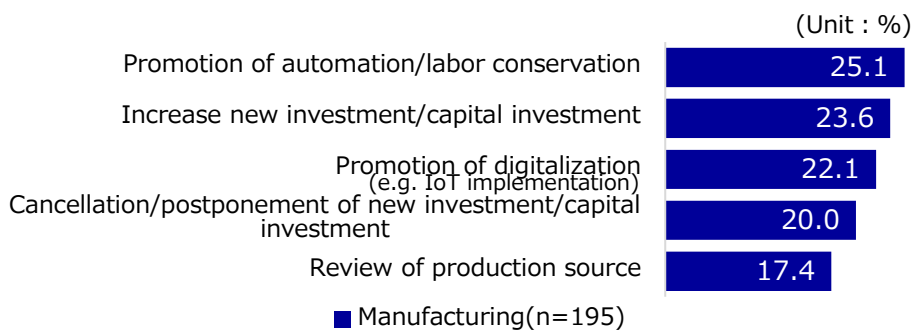 (Unit : %)
Promotion of automation/labor conservation 25.1
Increase new investment/capital investment 23.6
Promotion of digitalization 22.1
(e.g. IoT implementation)
Cancellation/postponement of new investment/capital
investment 20.0
Review of production source 17.4
Manufacturing(n=195)